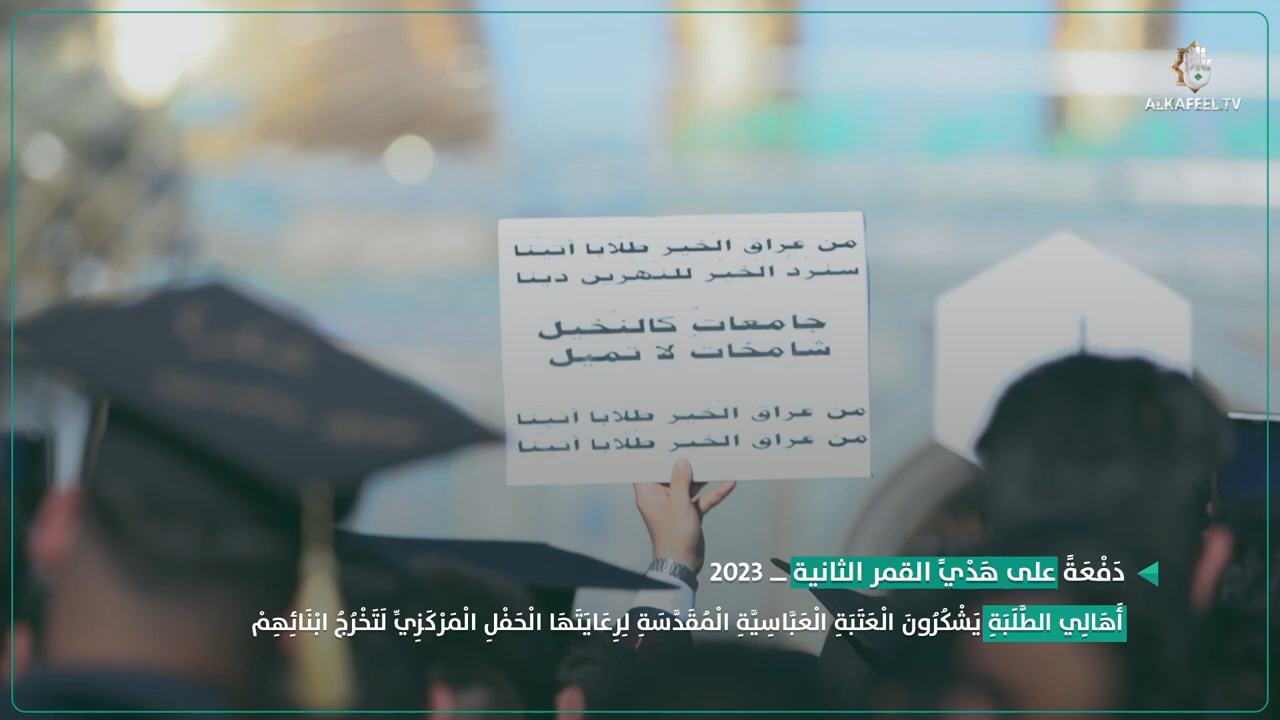 ALKAFEEL.TV
من عراق الخير طلابا أتينا
سنردّ الخير للنهرين دينا
جامعات كالنخيل
شامخات لا تميل
من عراق الخير طلابا أتينا
من عراق الخير طلابا أتينا
دَفْعَةً على هَدْيً القمر الثانية ــ 2023
أَهَالِي الطَّلَبَةِ يَشْكُرُونَ الْعَتَبَةِ الْعَبَّاسِيَّةِ الْمُقَدَّسَةِ لِرِعَايَتَهَا الْحَفْلِ الْمَرْكَزِيِّ لَتَخْرُجُ ابْنَائِهِمْ